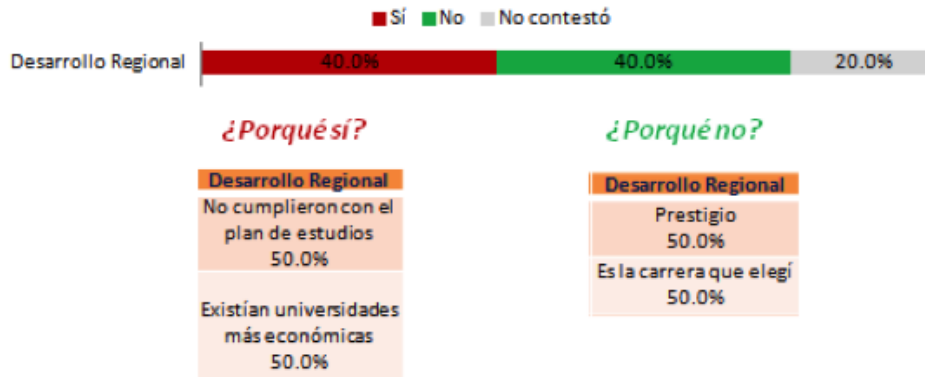 Sí No No contestó
Desarrollo Regional 40.0% 40.0% 20.0%
¿Porqué sí?
¿Porqué no?
Desarrollo Regional
No cumplieron con el
plan de estudios
50.0%
Existían universidades
más económicas
50.0%
Desarrollo Regional
Prestigio
50.0%
Es la carrera que elegí
50.0%